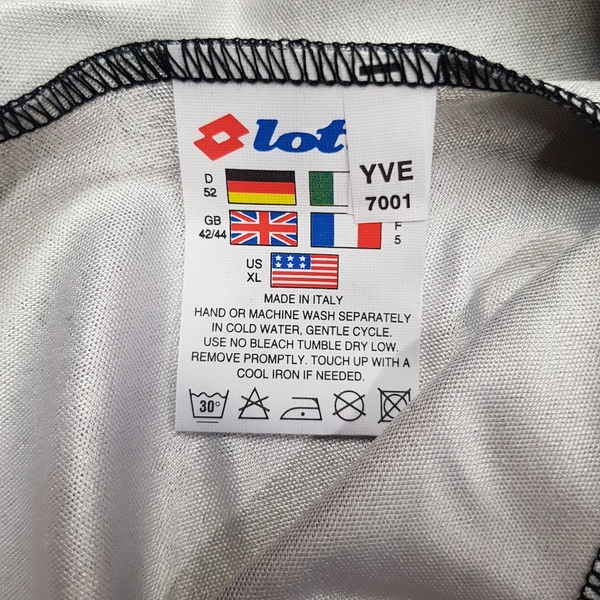 lot
YVE
7001
D
52
GB
42/44
F
5
US
XL
MADE IN ITALY
HAND OR MACHINE WASH SEPARATELY
IN COLD WATER, GENTLE CYCLE.
USE NO BLEACH TUMBLE DRY LOW.
REMOVE PROMPTLY. TOUCH UP WITH A
COOL IRON IF NEEDED.
30° A